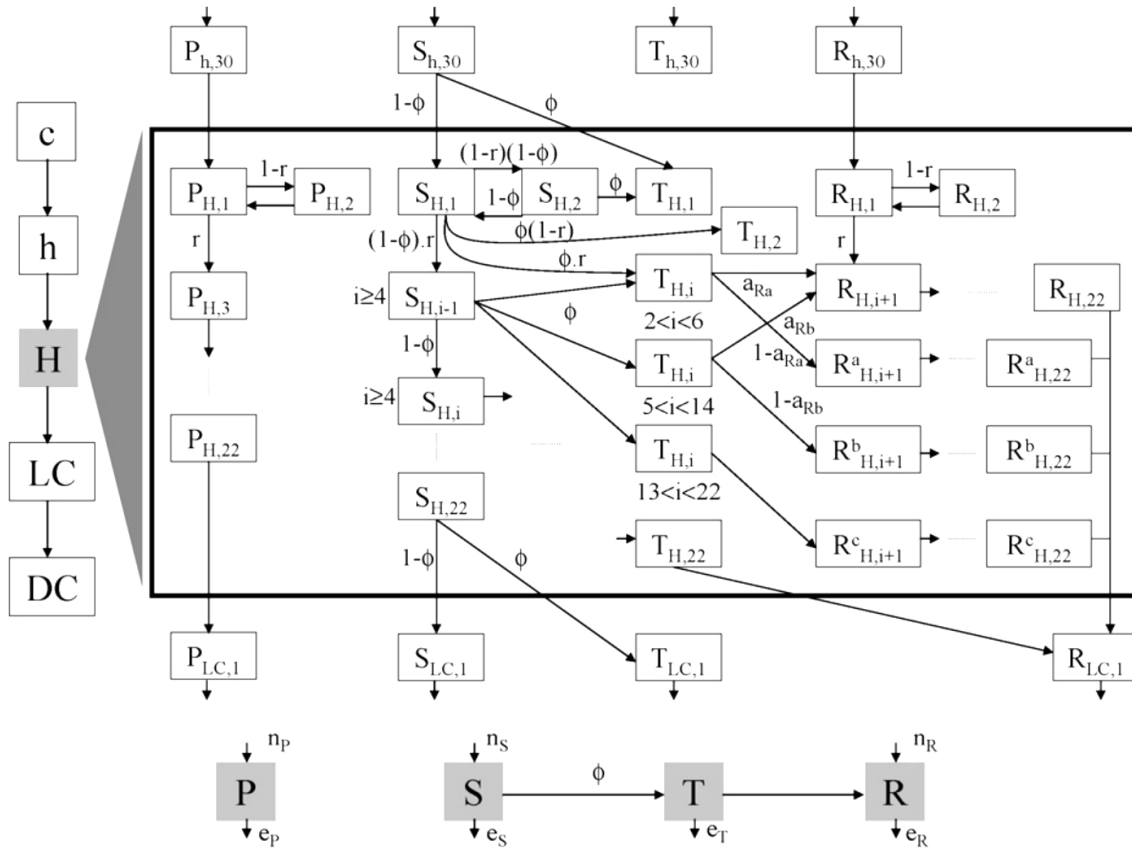 P_h,30 S_h,30 T_h,30 R_h,30
1-ϕ ϕ
c
(1-r)(1-ϕ)
1-r 1-r
P_H,1 P_H,2 S_H,1 1-ϕ S_H,2 ϕ T_H,1 R_H,1 R_H,2
h
r (1-ϕ).r ϕ(1-r) T_H,2 r
ϕ.r
P_H,3 i≥4 S_H,i-1 T_H,i a_Ra R_H,i+1 R_H,22
ϕ 2<i<6 a_Rb
H
1-ϕ T_H,i 1-a_Ra R^a_H,i+1 R^a_H,22
i≥4 S_H,i 5<i<14 1-a_Rb
P_H,22 T_H,i R^b_H,i+1 R^b_H,22
LC
13<i<22
S_H,22
1-ϕ ϕ T_H,22 R^c_H,i+1 R^c_H,22
DC
P_LC,1 S_LC,1 T_LC,1 R_LC,1
n_P n_S n_R
P S ϕ T R
e_P e_S e_T e_R